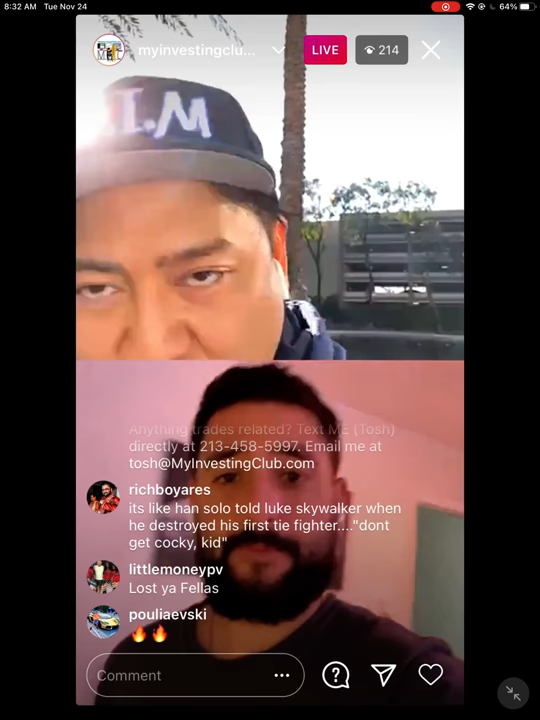 8:32 AM Tue Nov 24
64%
myinvestingclu...
LIVE
214
I.M
Anything trades related? Text ME (Tosh)
directly at 213-458-5997. Email me at
tosh@MyInvestingClub.com
richboyares
its like han solo told luke skywalker when
he destroyed his first tie fighter...."dont
get cocky, kid"
littlemoneypv
Lost ya Fellas
pouliaevski
🔥🔥
Comment